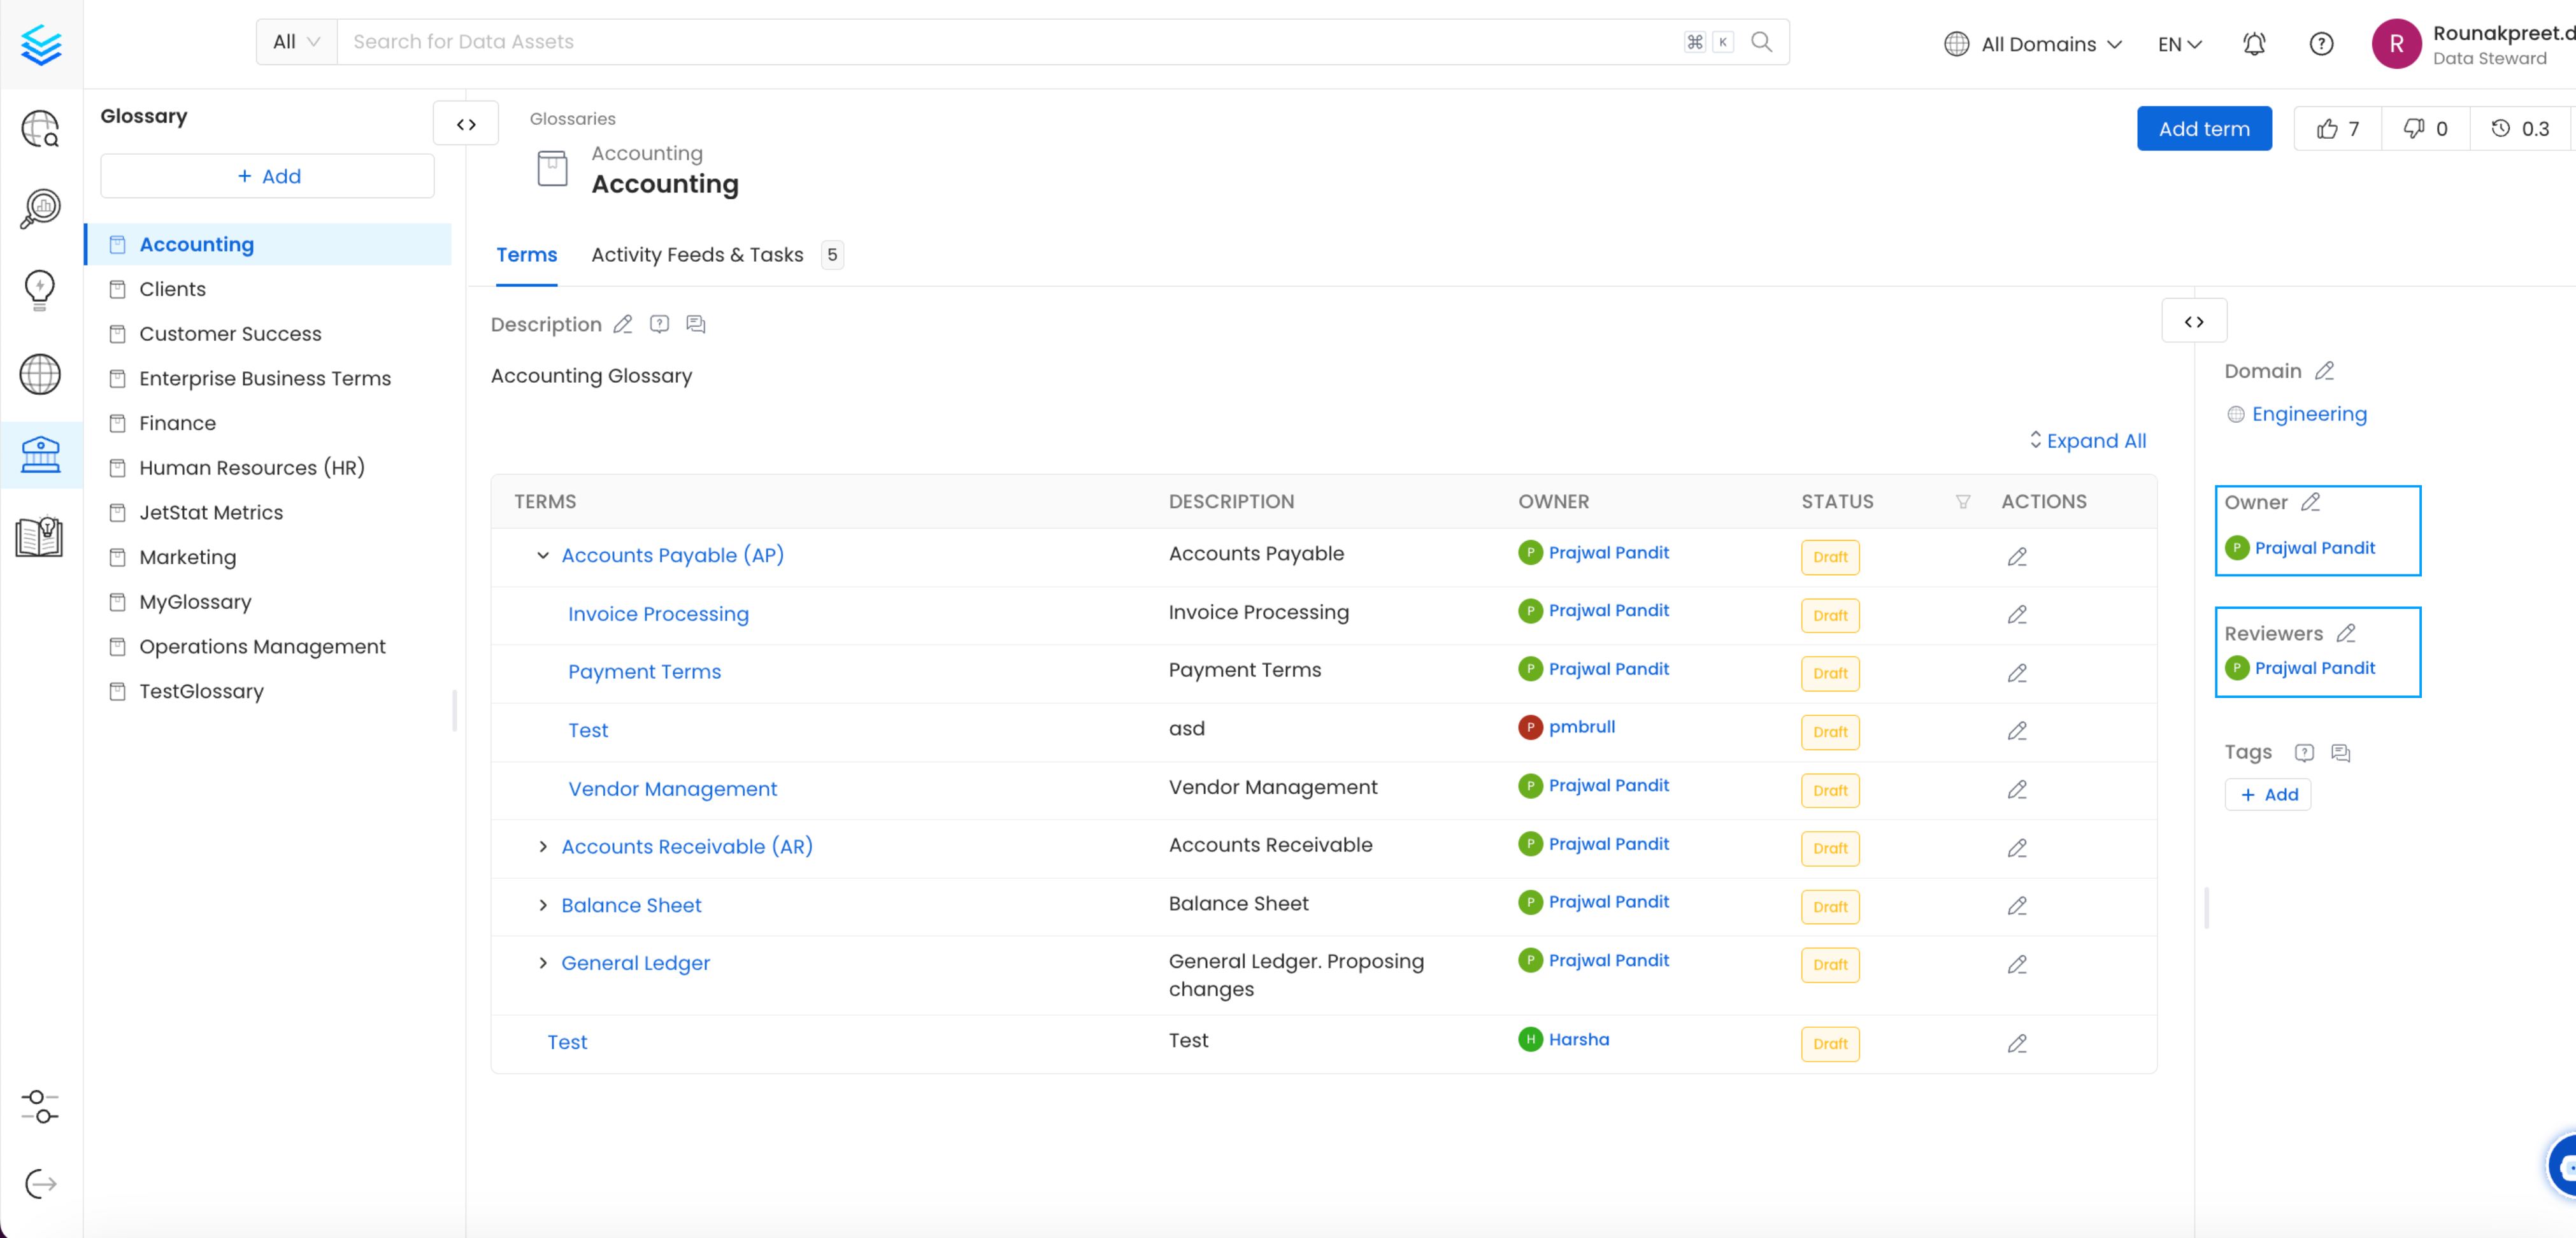 All
Search for Data Assets
⌘ K
All Domains
EN
R
Rounakpreet.d
Data Steward
Glossary
+ Add
Accounting
Clients
Customer Success
Enterprise Business Terms
Finance
Human Resources (HR)
JetStat Metrics
Marketing
MyGlossary
Operations Management
TestGlossary
Glossaries
Accounting
Accounting
Add term
7
0
0.3
Terms
Activity Feeds & Tasks 5
Description
Accounting Glossary
Expand All
TERMS DESCRIPTION OWNER STATUS ACTIONS
Accounts Payable (AP) Accounts Payable P Prajwal Pandit Draft
Invoice Processing Invoice Processing P Prajwal Pandit Draft
Payment Terms Payment Terms P Prajwal Pandit Draft
Test asd P pmbrull Draft
Vendor Management Vendor Management P Prajwal Pandit Draft
Accounts Receivable (AR) Accounts Receivable P Prajwal Pandit Draft
Balance Sheet Balance Sheet P Prajwal Pandit Draft
General Ledger General Ledger. Proposing P Prajwal Pandit Draft
changes
Test Test H Harsha Draft
Domain
Engineering
Owner
P Prajwal Pandit
Reviewers
P Prajwal Pandit
Tags
+ Add